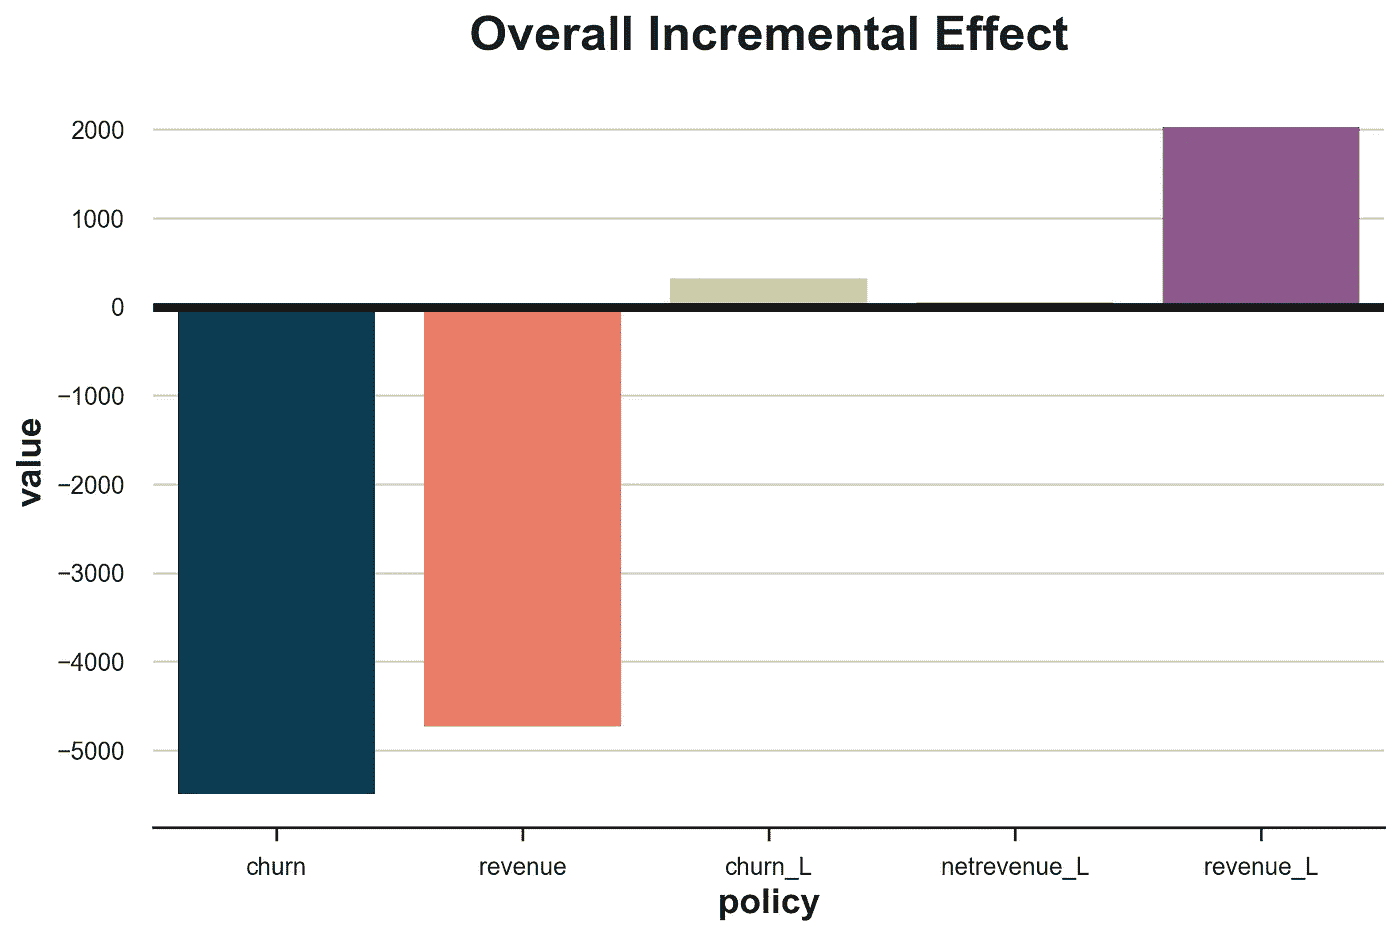 Overall Incremental Effect
2000
1000
0
−1000
−2000
−3000
−4000
−5000
value
churn revenue churn_L netrevenue_L revenue_L
policy